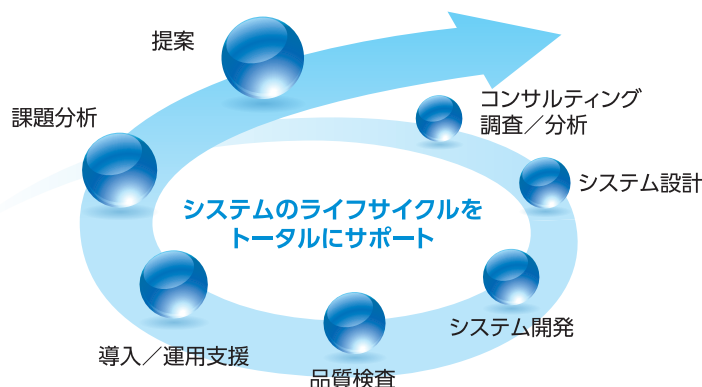 提案
課題分析
コンサルティング
調査／分析
システム設計
システムのライフサイクルを
トータルにサポート
システム開発
導入／運用支援
品質検査